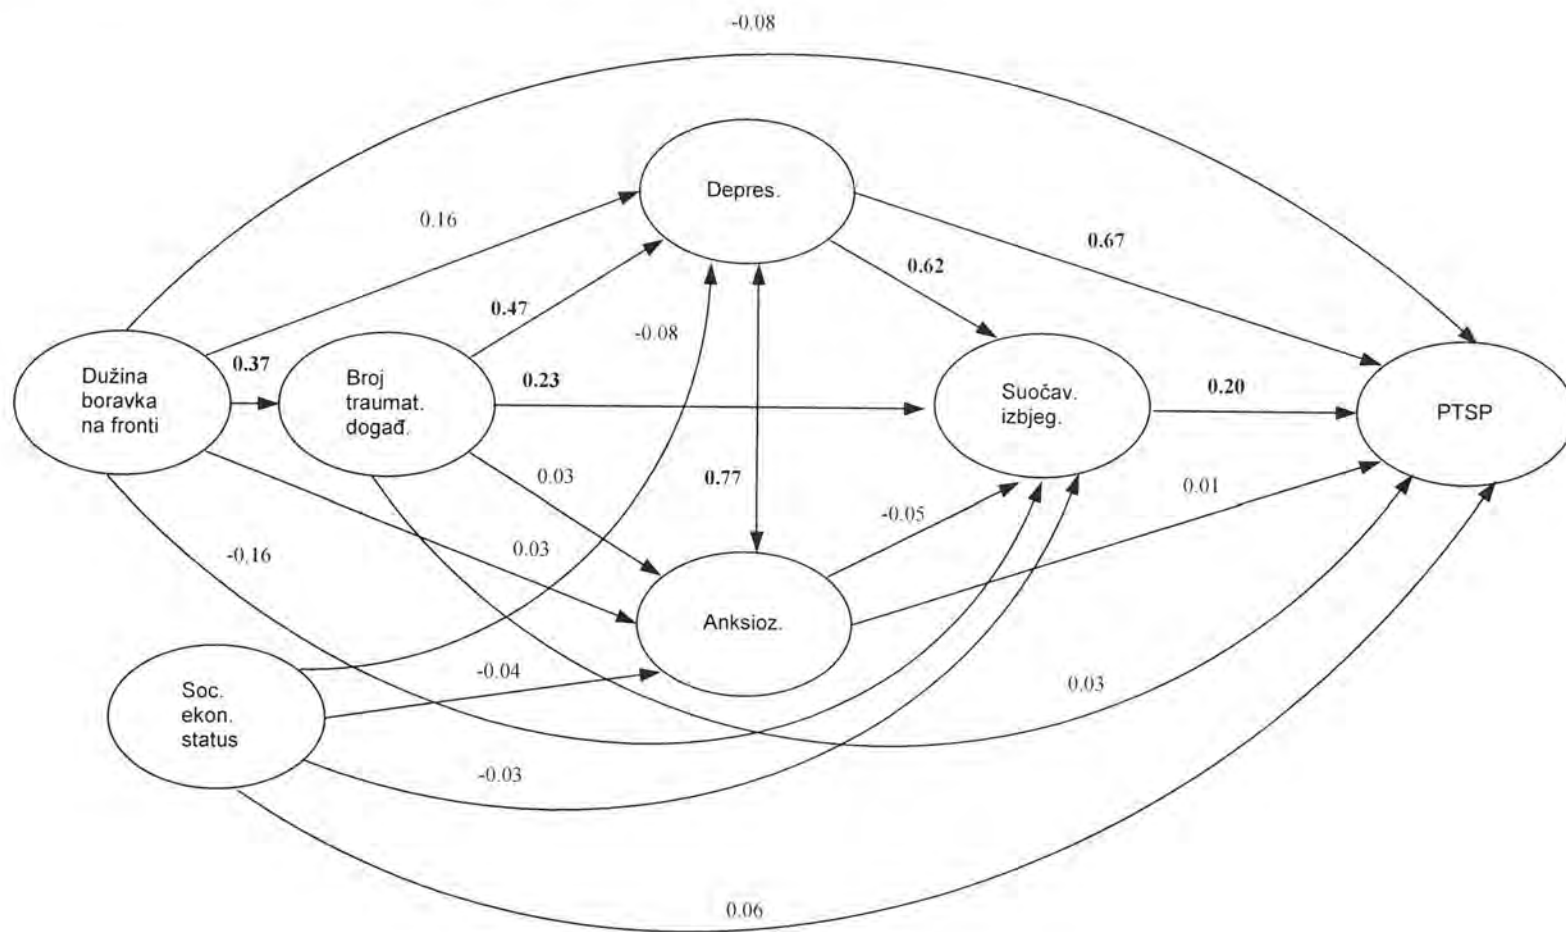 -0.08
Depres.
0.16
0.67
0.62
0.47
-0.08
0.37
Dužina
boravka
na fronti
Broj
traumat.
događ.
0.23
Suočav.
izbjeg.
0.20
PTSP
0.03
0.77
0.01
-0.05
0.03
-0.16
Anksioz.
-0.04
0.03
Soc.
ekon.
status
-0.03
0.06